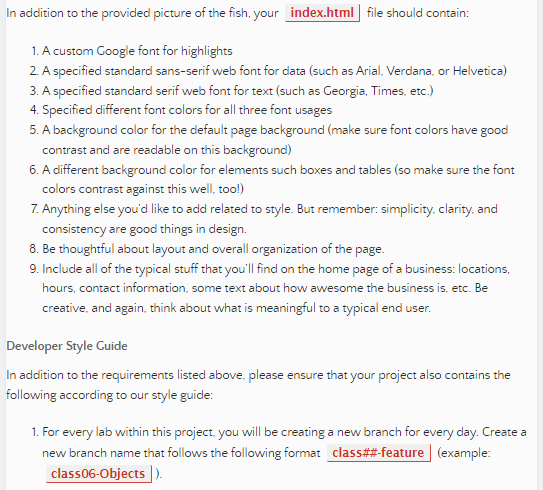 In addition to the provided picture of the fish, your index.html file should contain:
1. A custom Google font for highlights
2. A specified standard sans-serif web font for data (such as Arial, Verdana, or Helvetica)
3. A specified standard serif web font for text (such as Georgia, Times, etc.)
4. Specified different font colors for all three font usages
5. A background color for the default page background (make sure font colors have good
contrast and are readable on this background)
6. A different background color for elements such boxes and tables (so make sure the font
colors contrast against this well, too!)
7. Anything else you'd like to add related to style. But remember: simplicity, clarity, and
consistency are good things in design.
8. Be thoughtful about layout and overall organization of the page.
9. Include all of the typical stuff that you'll find on the home page of a business: locations,
hours, contact information, some text about how awesome the business is, etc. Be
creative, and again, think about what is meaningful to a typical end user.
Developer Style Guide
In addition to the requirements listed above, please ensure that your project also contains the
following according to our style guide:
1. For every lab within this project, you will be creating a new branch for every day. Create a
new branch name that follows the following format class##-feature (example:
class06-Objects ).